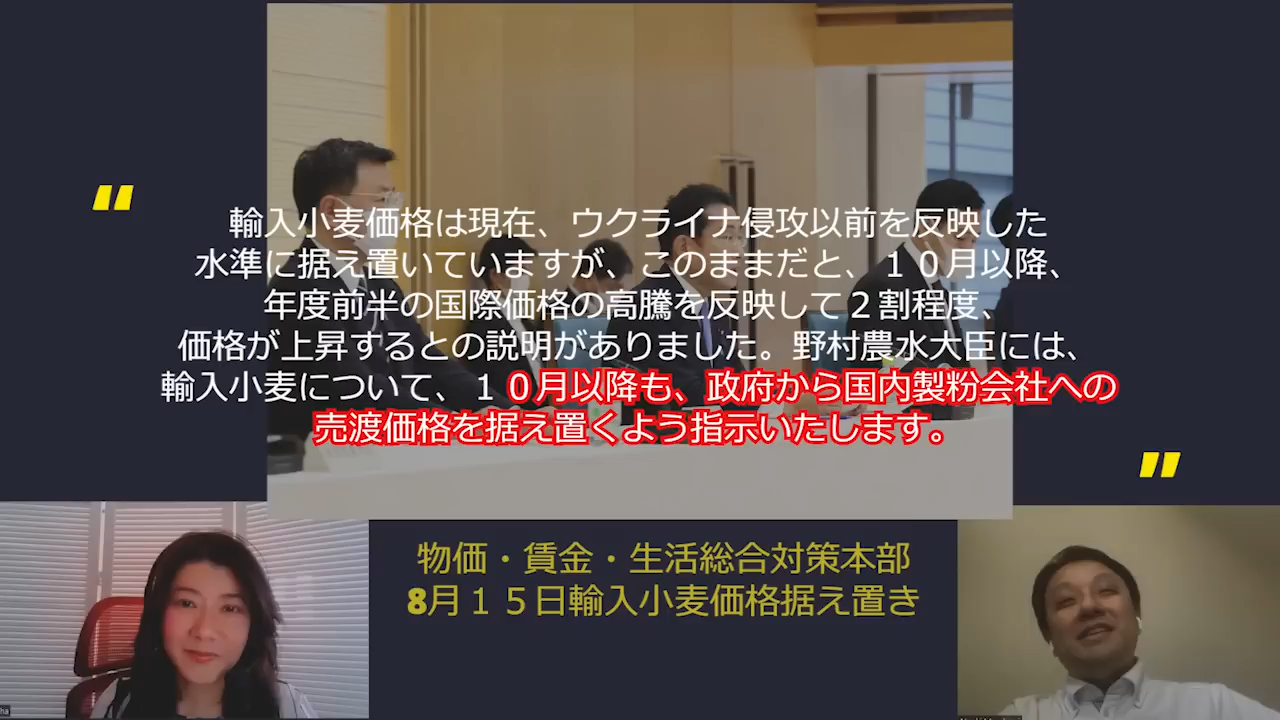 "
輸入小麦価格は現在、ウクライナ侵攻以前を反映した
水準に据え置いていますが、このままだと、１０月以降、
年度前半の国際価格の高騰を反映して２割程度、
価格が上昇するとの説明がありました。野村農水大臣には、
輸入小麦について、１０月以降も、政府から国内製粉会社への
売渡価格を据え置くよう指示いたします。
"
物価・賃金・生活総合対策本部
8月１５日輸入小麦価格据え置き